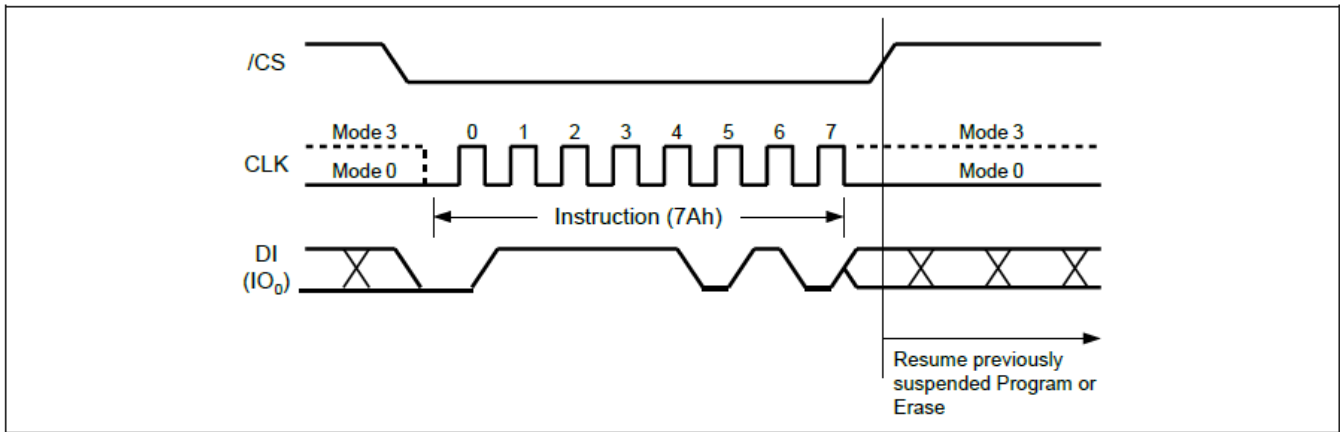 /CS
Mode 3 0 1 2 3 4 5 6 7 Mode 3
CLK
Mode 0 Mode 0
Instruction (7Ah)
DI
(IO₀)
Resume previously
suspended Program or
Erase